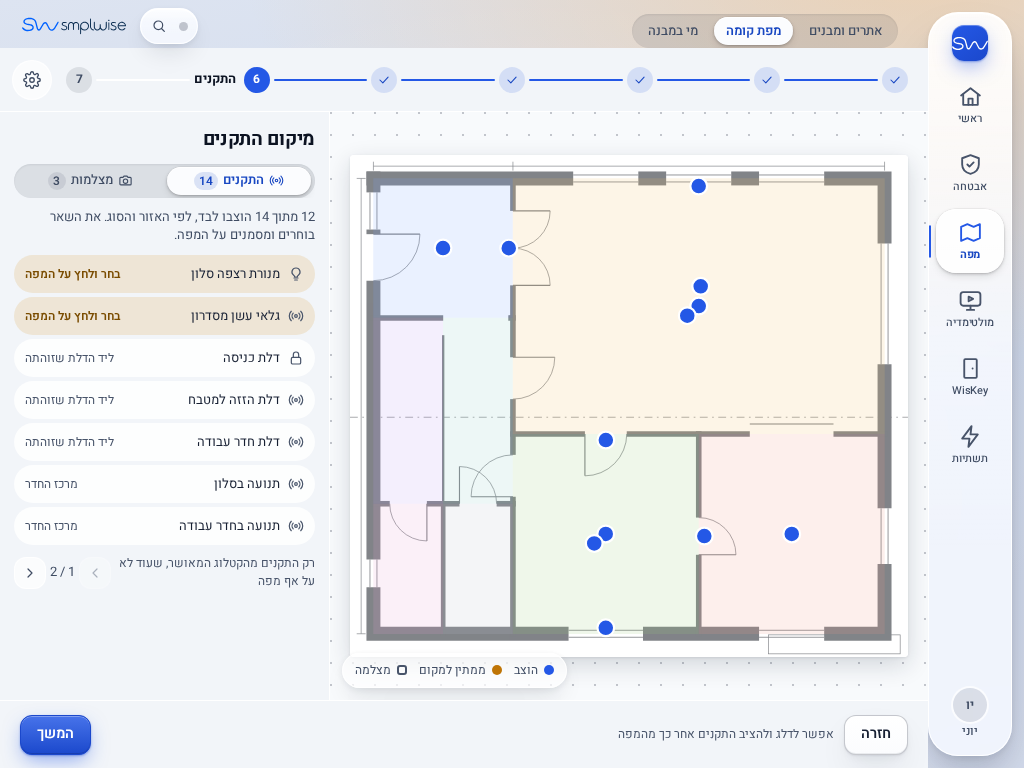 smplwise
אתרים ומבנים
מפת קומה
מי במבנה
6
התקנים
7
מיקום התקנים
התקנים 14
מצלמות 3
12 מתוך 14 הוצבו לבד, לפי האזור והסוג. את השאר
בוחרים ומסמנים על המפה.
מנורת רצפה סלון
בחר ולחץ על המפה
גלאי עשן מסדרון
בחר ולחץ על המפה
דלת כניסה
ליד הדלת שזוהתה
דלת הזזה למטבח
ליד הדלת שזוהתה
דלת חדר עבודה
ליד הדלת שזוהתה
תנועה בסלון
מרכז החדר
תנועה בחדר עבודה
מרכז החדר
רק התקנים מהקטלוג המאושר, שעוד לא
על אף מפה
1 / 2
הוצב
ממתין למקום
מצלמה
חזרה
אפשר לדלג ולהציב התקנים אחר כך מהמפה
המשך
SW
ראשי
אבטחה
מפה
מולטימדיה
WisKey
תשתיות
יו
יוני